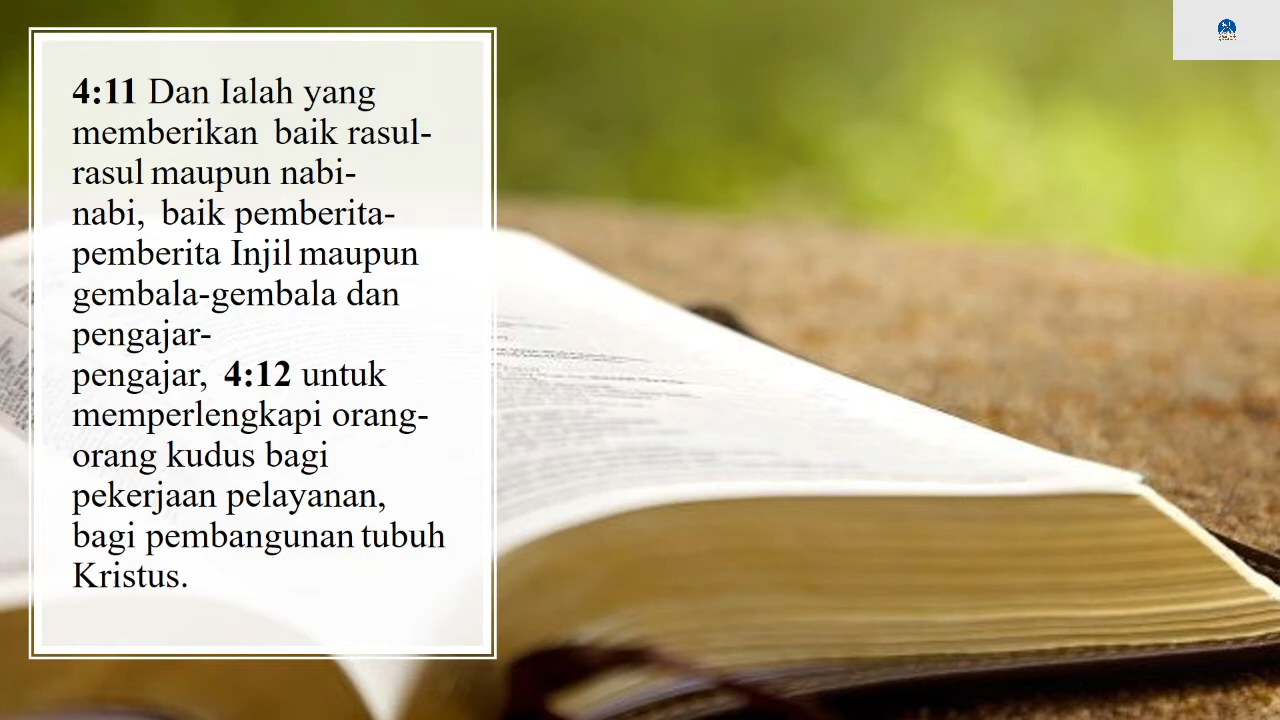 4:11 Dan Ialah yang
memberikan baik rasul-
rasul maupun nabi-
nabi, baik pemberita-
pemberita Injil maupun
gembala-gembala dan
pengajar-
pengajar, 4:12 untuk
memperlengkapi orang-
orang kudus bagi
pekerjaan pelayanan,
bagi pembangunan tubuh
Kristus.